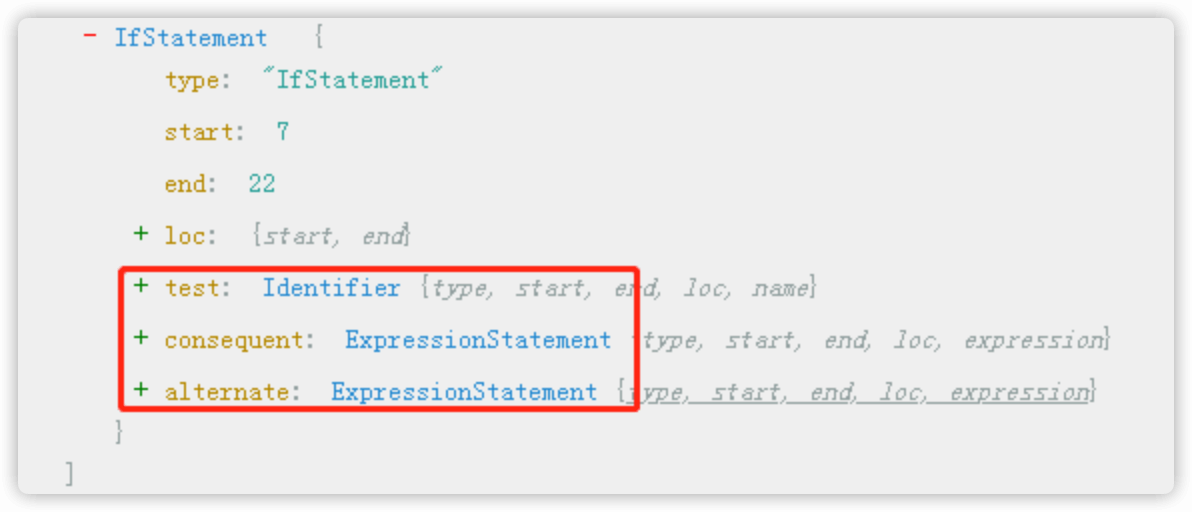 - IfStatement {
type: "IfStatement"
start: 7
end: 22
+ loc: {start, end}
+ test: Identifier {type, start, end, loc, name}
+ consequent: ExpressionStatement {type, start, end, loc, expression}
+ alternate: ExpressionStatement {type, start, end, loc, expression}
}
]